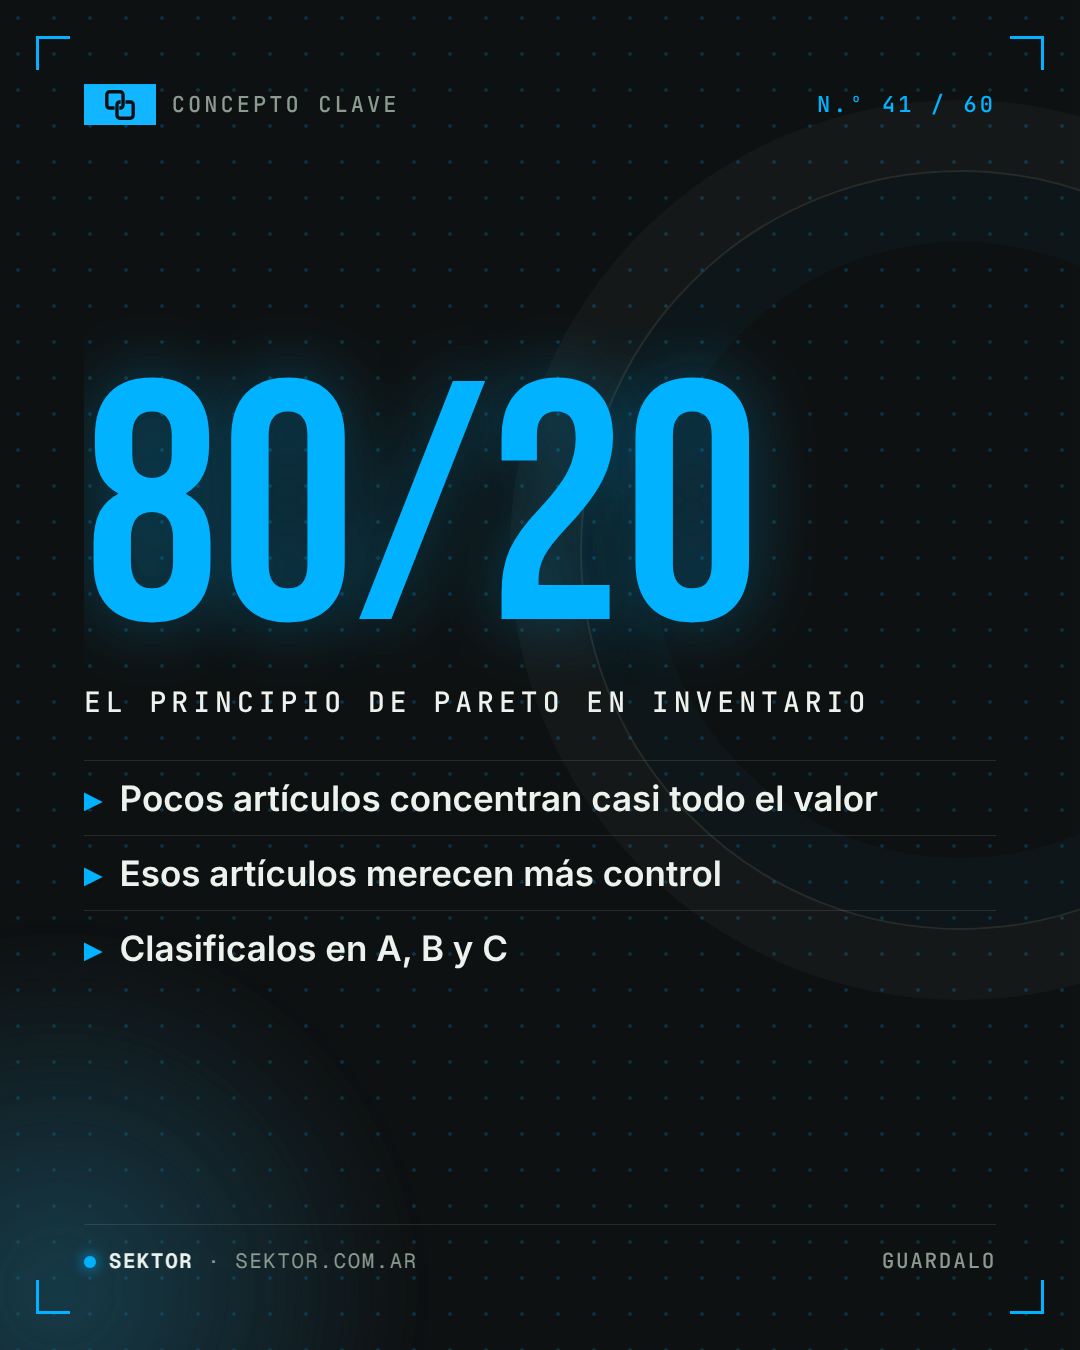 CONCEPTO CLAVE
N.º 41 / 60
80/20
EL PRINCIPIO DE PARETO EN INVENTARIO
▶ Pocos artículos concentran casi todo el valor
▶ Esos artículos merecen más control
▶ Clasificalos en A, B y C
SEKTOR · SEKTOR.COM.AR
GUARDALO